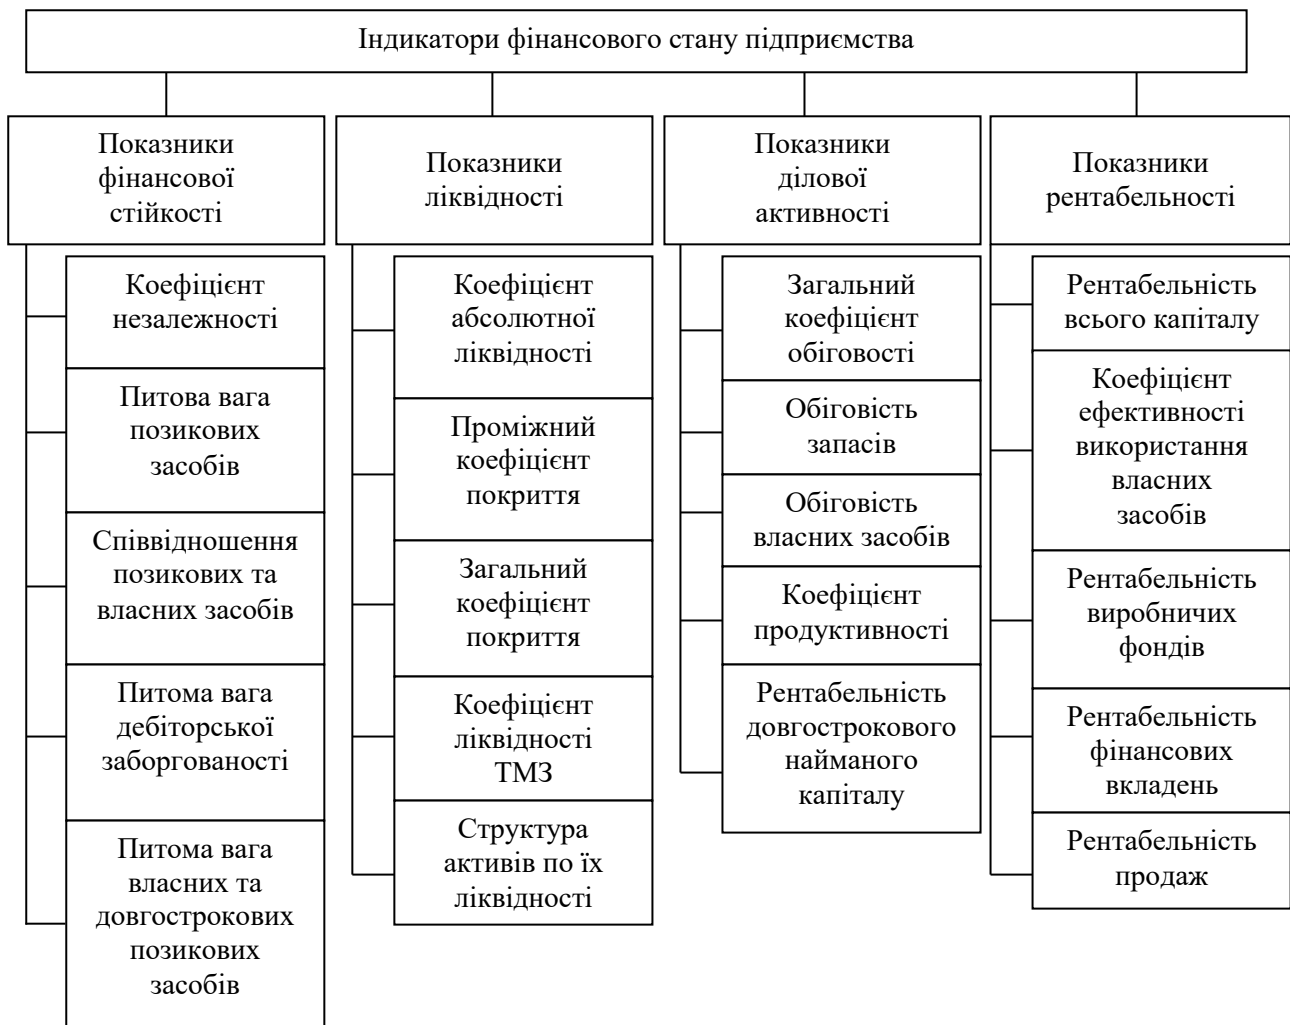 Індикатори фінансового стану підприємства
Показники
фінансової
стійкості
Коефіцієнт
незалежності
Питова вага
позикових
засобів
Співвідношення
позикових та
власних засобів
Питома вага
дебіторської
заборгованості
Питома вага
власних та
довгострокових
позикових
засобів
Показники
ліквідності
Коефіцієнт
абсолютної
ліквідності
Проміжний
коефіцієнт
покриття
Загальний
коефіцієнт
покриття
Коефіцієнт
ліквідності
ТМЗ
Структура
активів по їх
ліквідності
Показники
ділової
активності
Загальний
коефіцієнт
обіговості
Обіговість
запасів
Обіговість
власних засобів
Коефіцієнт
продуктивності
Рентабельність
довгострокового
найманого
капіталу
Показники
рентабельності
Рентабельність
всього капіталу
Коефіцієнт
ефективності
використання
власних
засобів
Рентабельність
виробничих
фондів
Рентабельність
фінансових
вкладень
Рентабельність
продаж